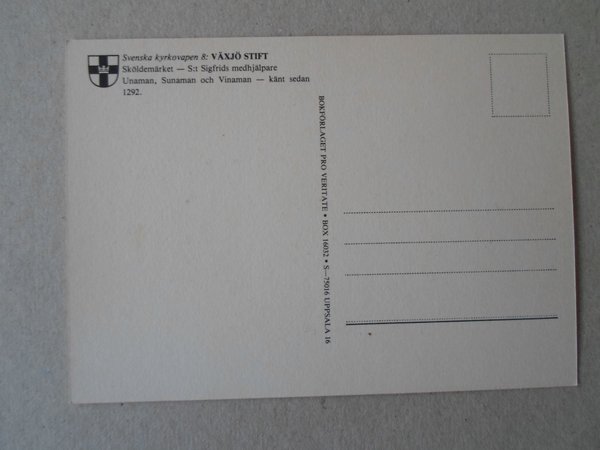 Svenska kyrkovapen 8: VÄXJÖ STIFT
Sköldemärket — S:t Sigfrids medhjälpare
Unaman, Sunaman och Vinaman — känt sedan
1292.
BOKFÖRLAGET PRO VERITATE • BOX 16032 • S—75016 UPPSALA 16